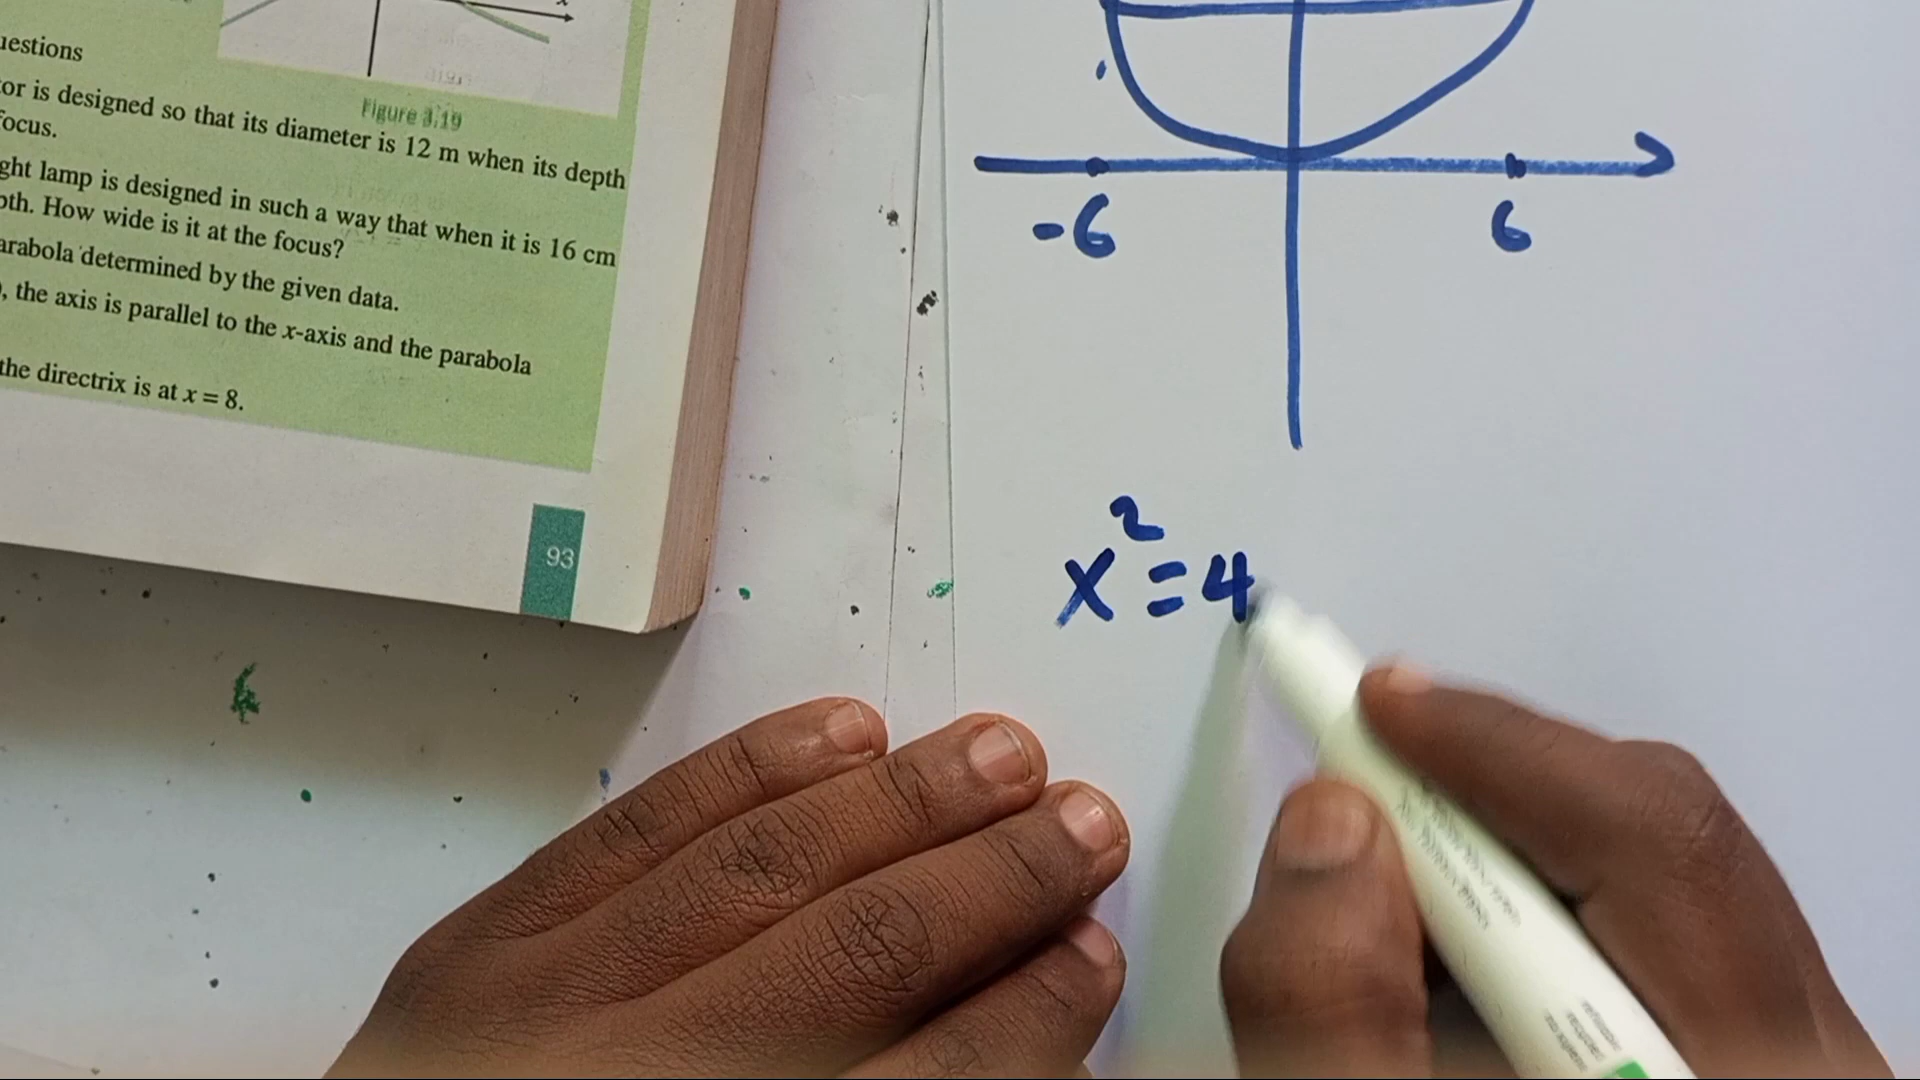 x
uestions
Figure 3.19
or is designed so that its diameter is 12 m when its depth
focus.
ght lamp is designed in such a way that when it is 16 cm
pth. How wide is it at the focus?
arabola determined by the given data.
, the axis is parallel to the x-axis and the parabola
the directrix is at x = 8.
93
-6
6
x²=4